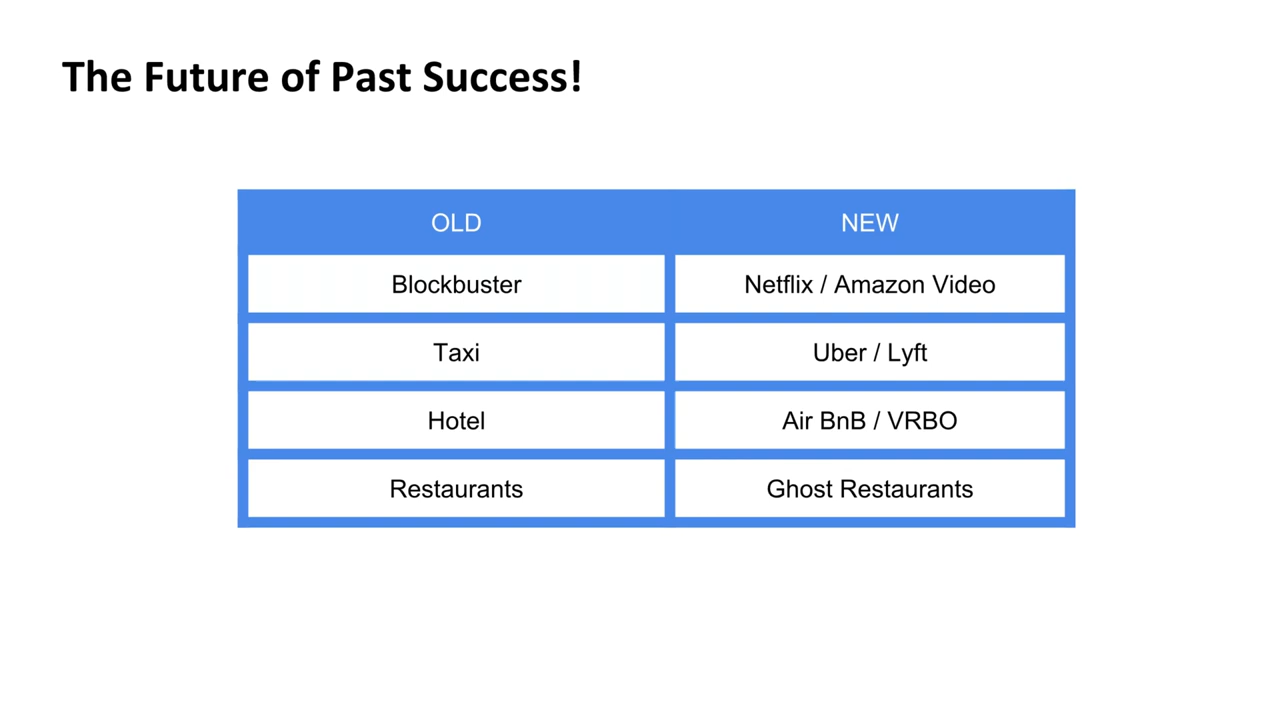 The Future of Past Success!
OLD NEW
Blockbuster Netflix / Amazon Video
Taxi Uber / Lyft
Hotel Air BnB / VRBO
Restaurants Ghost Restaurants